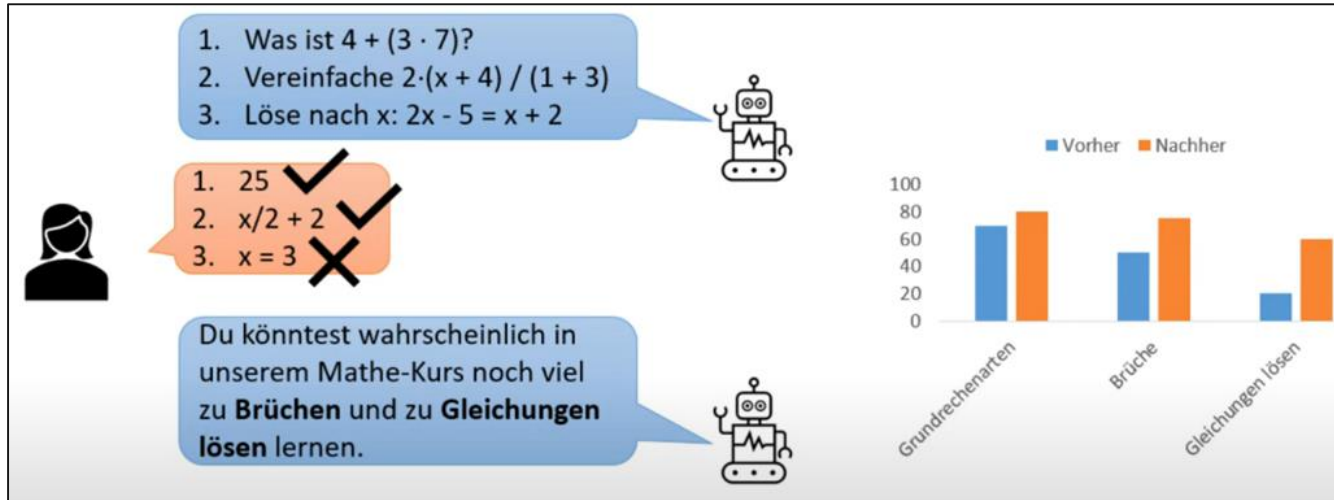 1. Was ist 4 + (3 · 7)?
2. Vereinfache 2·(x + 4) / (1 + 3)
3. Löse nach x: 2x - 5 = x + 2
1. 25
2. x/2 + 2
3. x = 3
Du könntest wahrscheinlich in
unserem Mathe-Kurs noch viel
zu Brüchen und zu Gleichungen
lösen lernen.
Vorher Nachher
100
80
60
40
20
0
Grundrechenarten
Brüche
Gleichungen lösen